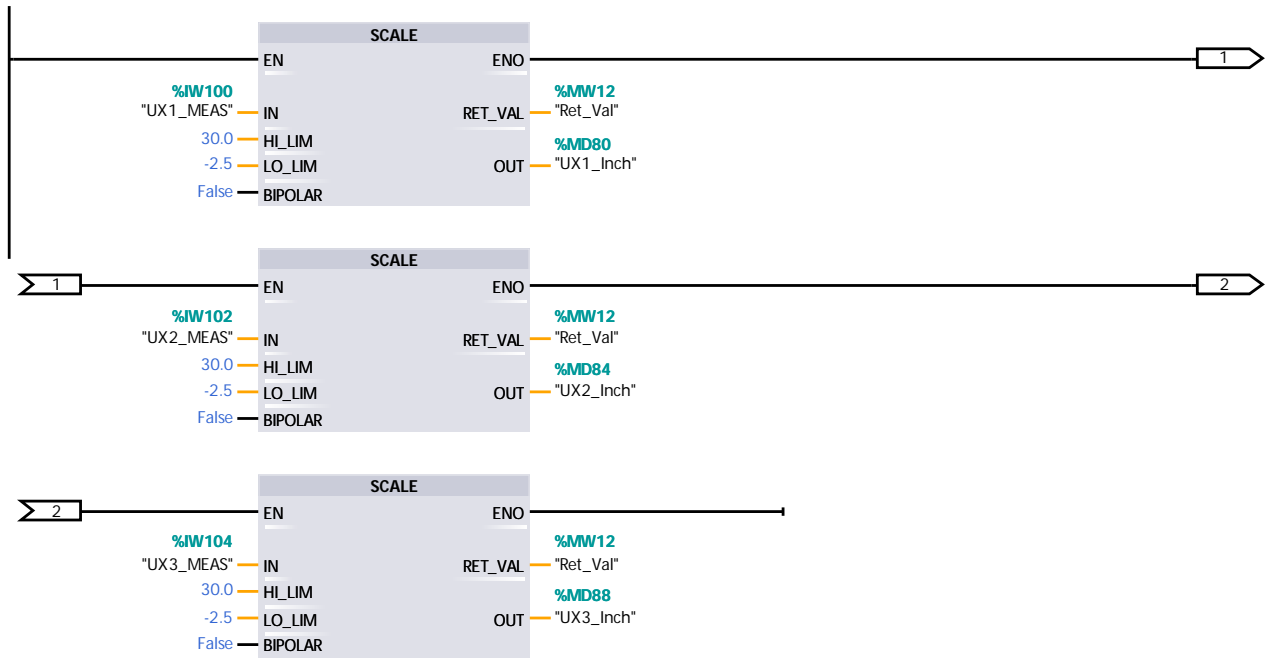 SCALE
EN ENO
1
%IW100 %MW12
"UX1_MEAS" IN RET_VAL "Ret_Val"
30.0 HI_LIM %MD80
-2.5 LO_LIM OUT "UX1_Inch"
False BIPOLAR
SCALE
1 EN ENO 2
%IW102 %MW12
"UX2_MEAS" IN RET_VAL "Ret_Val"
30.0 HI_LIM %MD84
-2.5 LO_LIM OUT "UX2_Inch"
False BIPOLAR
SCALE
2 EN ENO
%IW104 %MW12
"UX3_MEAS" IN RET_VAL "Ret_Val"
30.0 HI_LIM %MD88
-2.5 LO_LIM OUT "UX3_Inch"
False BIPOLAR